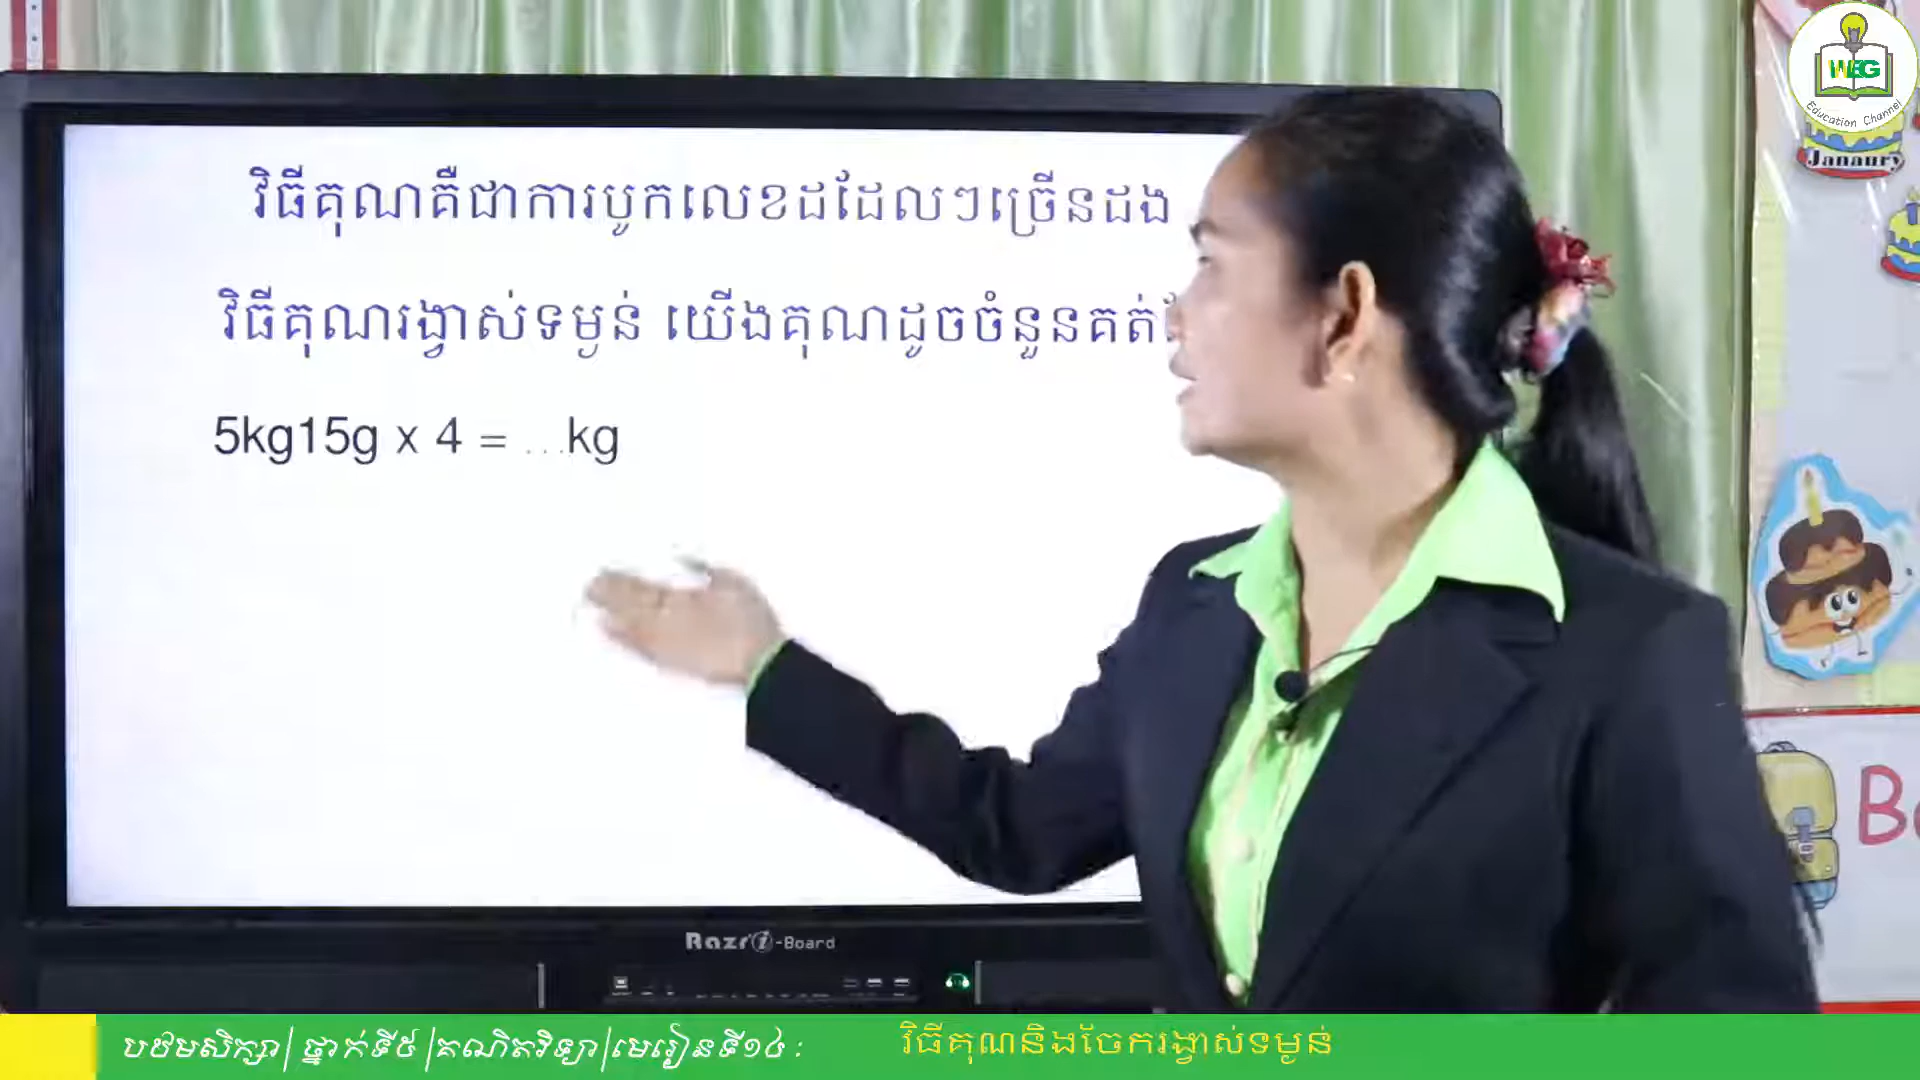 WEG
Education Channel
Janaury
វិធីគុណគឺជាការបូកលេខដដែលៗច្រើនដង
វិធីគុណរង្វាស់ទម្ងន់ យើងគុណដូចចំនួនគត់
5kg15g x 4 = ...kg
Razr i-Board
បឋមសិក្សា| ថ្នាក់ទី៥ |គណិតវិទ្យា|មេរៀនទី១៤ : វិធីគុណនិងចែករង្វាស់ទម្ងន់